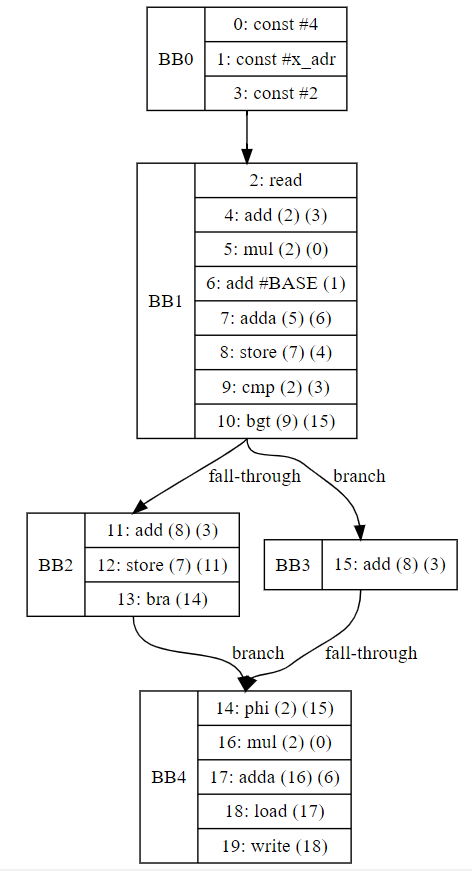 BB0
0: const #4
1: const #x_adr
3: const #2
BB1
2: read
4: add (2) (3)
5: mul (2) (0)
6: add #BASE (1)
7: adda (5) (6)
8: store (7) (4)
9: cmp (2) (3)
10: bgt (9) (15)
fall-through
branch
BB2
11: add (8) (3)
12: store (7) (11)
13: bra (14)
BB3
15: add (8) (3)
branch
fall-through
BB4
14: phi (2) (15)
16: mul (2) (0)
17: adda (16) (6)
18: load (17)
19: write (18)